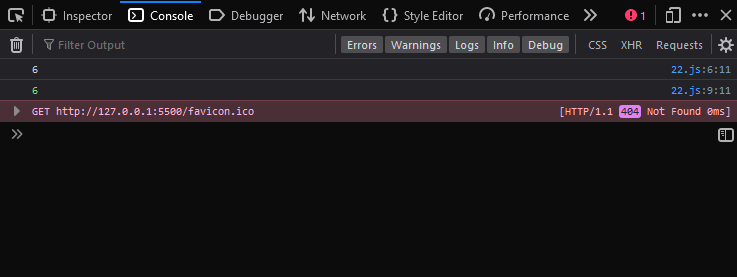 Inspector Console Debugger Network Style Editor Performance 1
Filter Output Errors Warnings Logs Info Debug CSS XHR Requests
6 22.js:6:11
6 22.js:9:11
GET http://127.0.0.1:5500/favicon.ico [HTTP/1.1 404 Not Found 0ms]